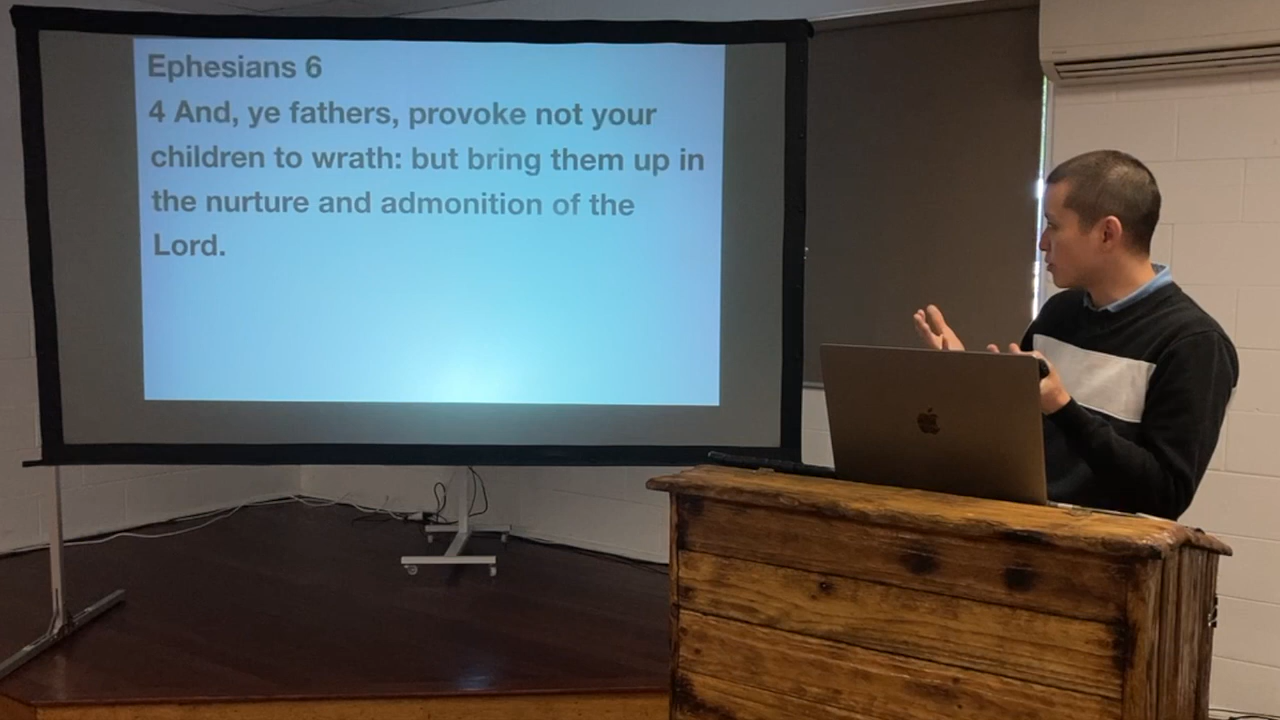 Ephesians 6
4 And, ye fathers, provoke not your
children to wrath: but bring them up in
the nurture and admonition of the
Lord.